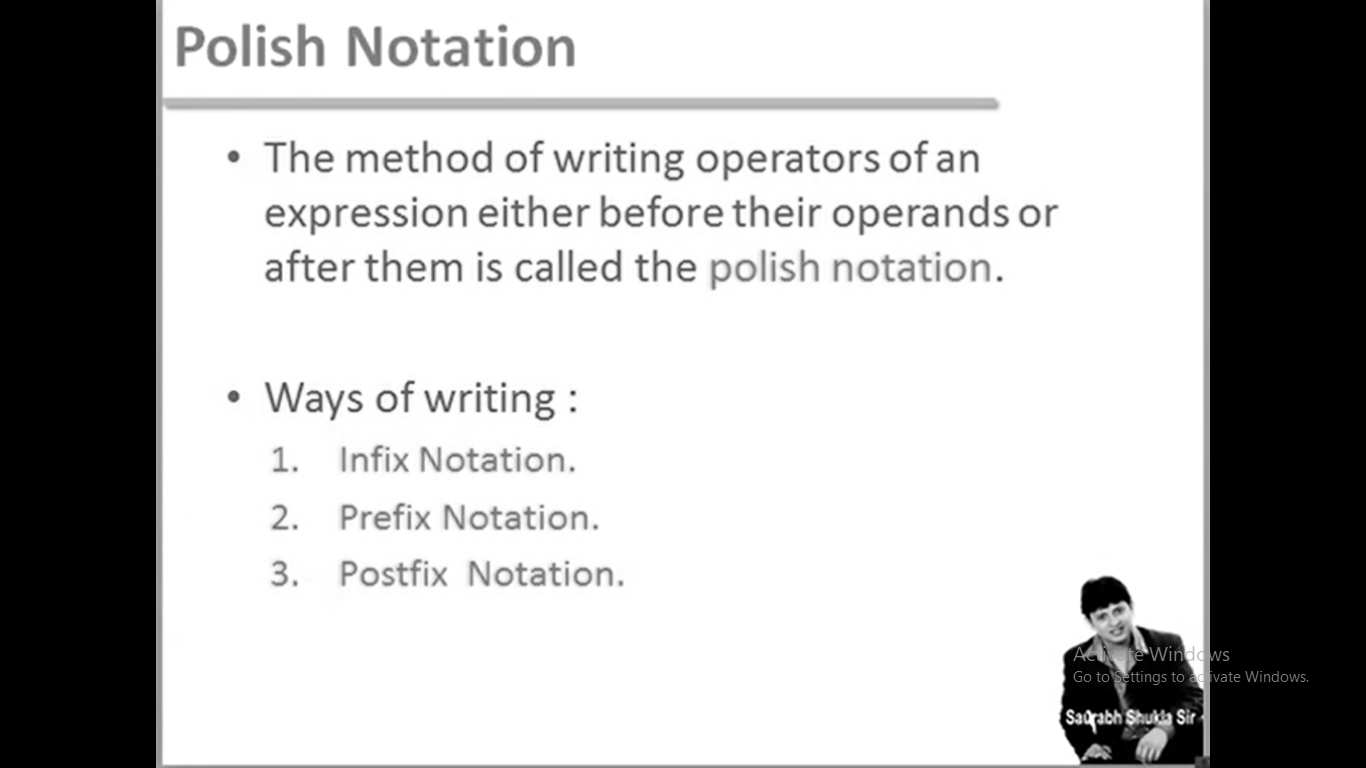 Polish Notation
• The method of writing operators of an
expression either before their operands or
after them is called the polish notation.
• Ways of writing :
1. Infix Notation.
2. Prefix Notation.
3. Postfix Notation.
Activate Windows
Go to Settings to activate Windows.
Saurabh Shukla Sir